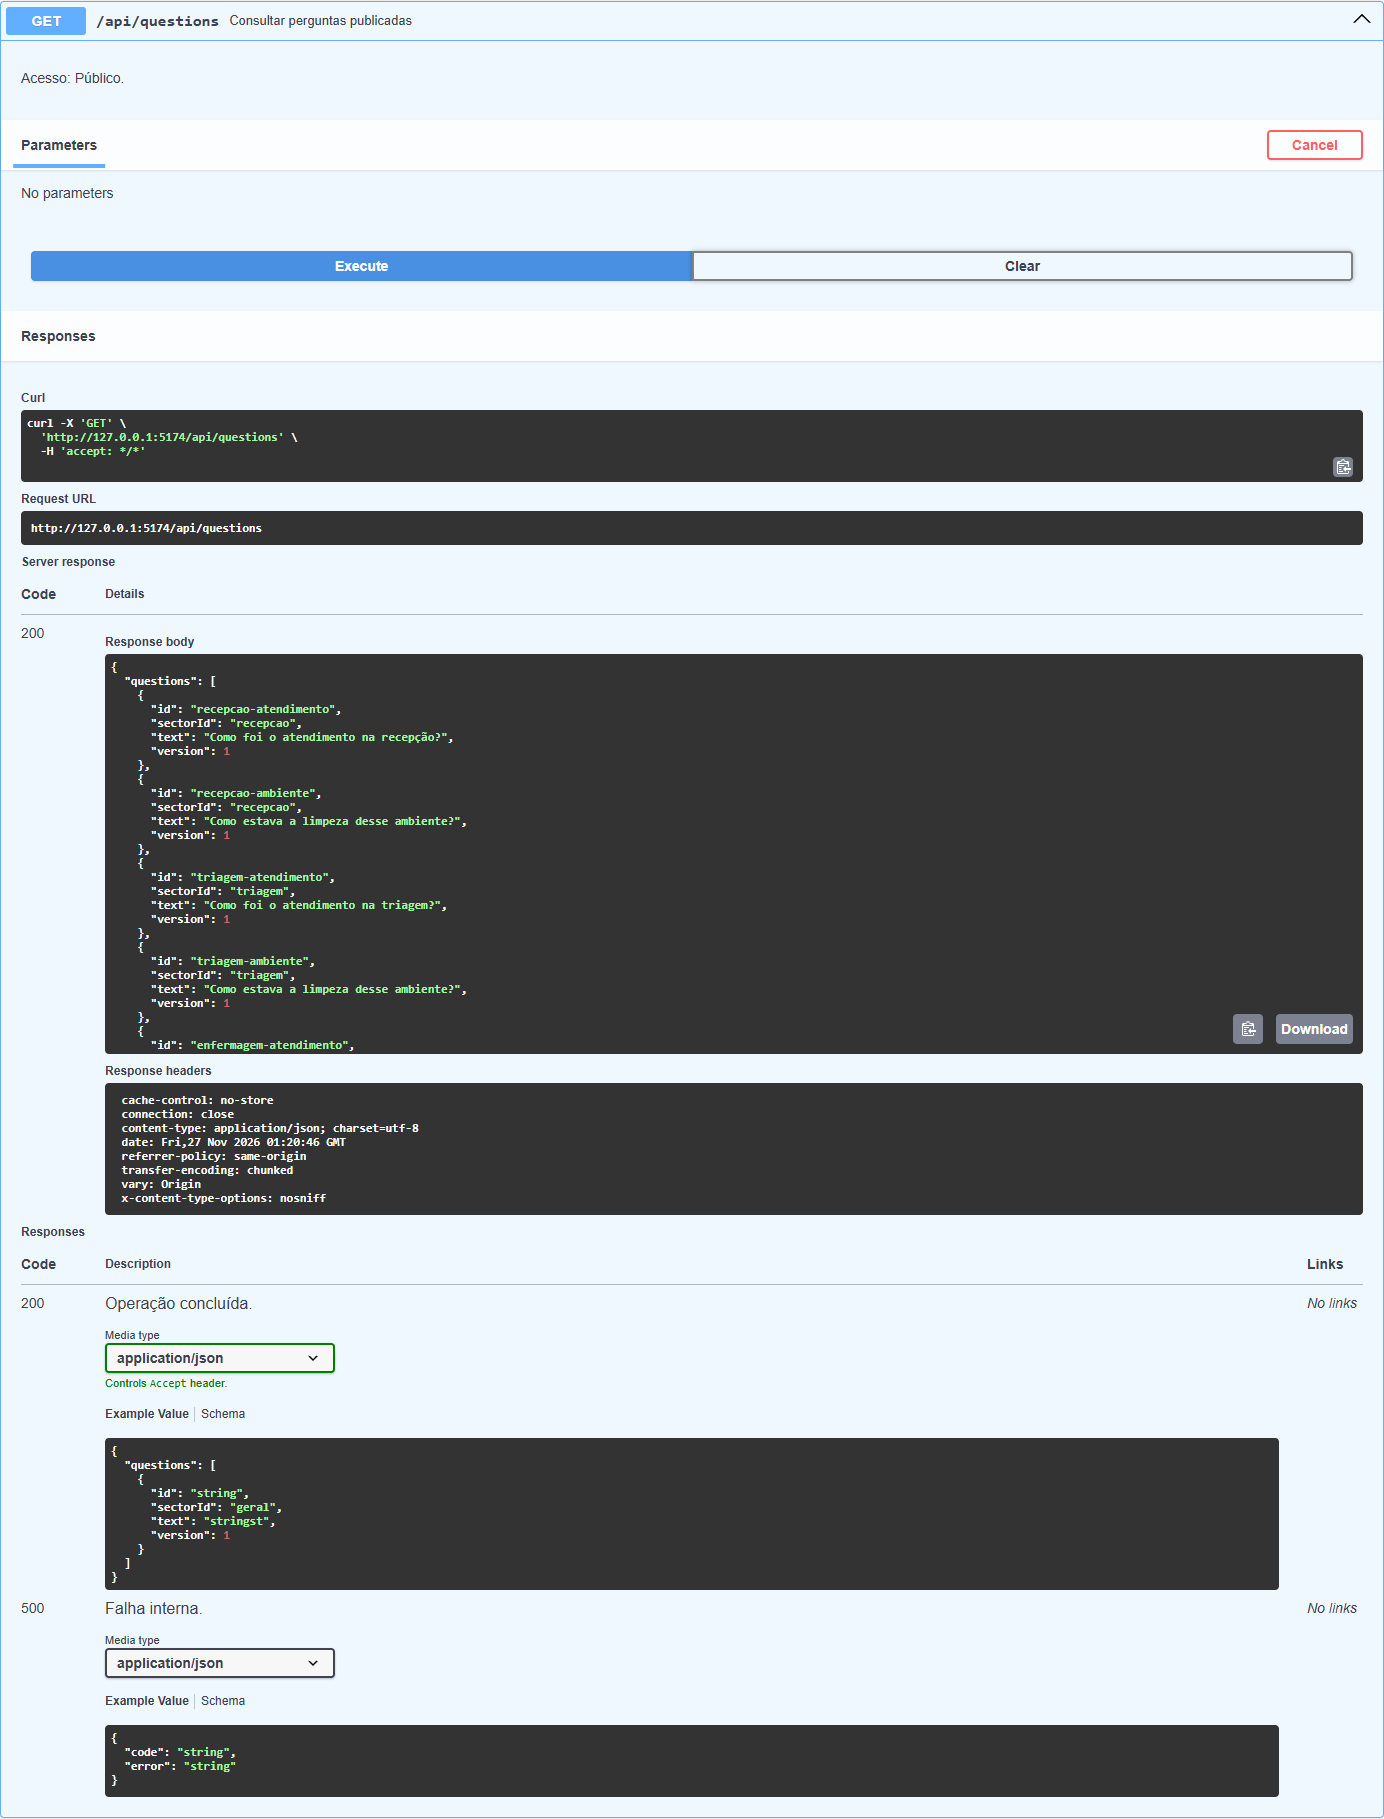 GET /api/questions Consultar perguntas publicadas
Acesso: Público.
Parameters
Cancel
No parameters
Execute
Clear
Responses
Curl
curl -X 'GET' \
  'http://127.0.0.1:5174/api/questions' \
  -H 'accept: */*'
Request URL
http://127.0.0.1:5174/api/questions
Server response
Code Details
200
Response body
{
  "questions": [
    {
      "id": "recepcao-atendimento",
      "sectorId": "recepcao",
      "text": "Como foi o atendimento na recepção?",
      "version": 1
    },
    {
      "id": "recepcao-ambiente",
      "sectorId": "recepcao",
      "text": "Como estava a limpeza desse ambiente?",
      "version": 1
    },
    {
      "id": "triagem-atendimento",
      "sectorId": "triagem",
      "text": "Como foi o atendimento na triagem?",
      "version": 1
    },
    {
      "id": "triagem-ambiente",
      "sectorId": "triagem",
      "text": "Como estava a limpeza desse ambiente?",
      "version": 1
    },
    {
      "id": "enfermagem-atendimento",
Download
Response headers
cache-control: no-store
connection: close
content-type: application/json; charset=utf-8
date: Fri,27 Nov 2026 01:20:46 GMT
referrer-policy: same-origin
transfer-encoding: chunked
vary: Origin
x-content-type-options: nosniff
Responses
Code Description Links
200 Operação concluída. No links
Media type
application/json
Controls Accept header.
Example Value Schema
{
  "questions": [
    {
      "id": "string",
      "sectorId": "geral",
      "text": "stringst",
      "version": 1
    }
  ]
}
500 Falha interna. No links
Media type
application/json
Example Value Schema
{
  "code": "string",
  "error": "string"
}